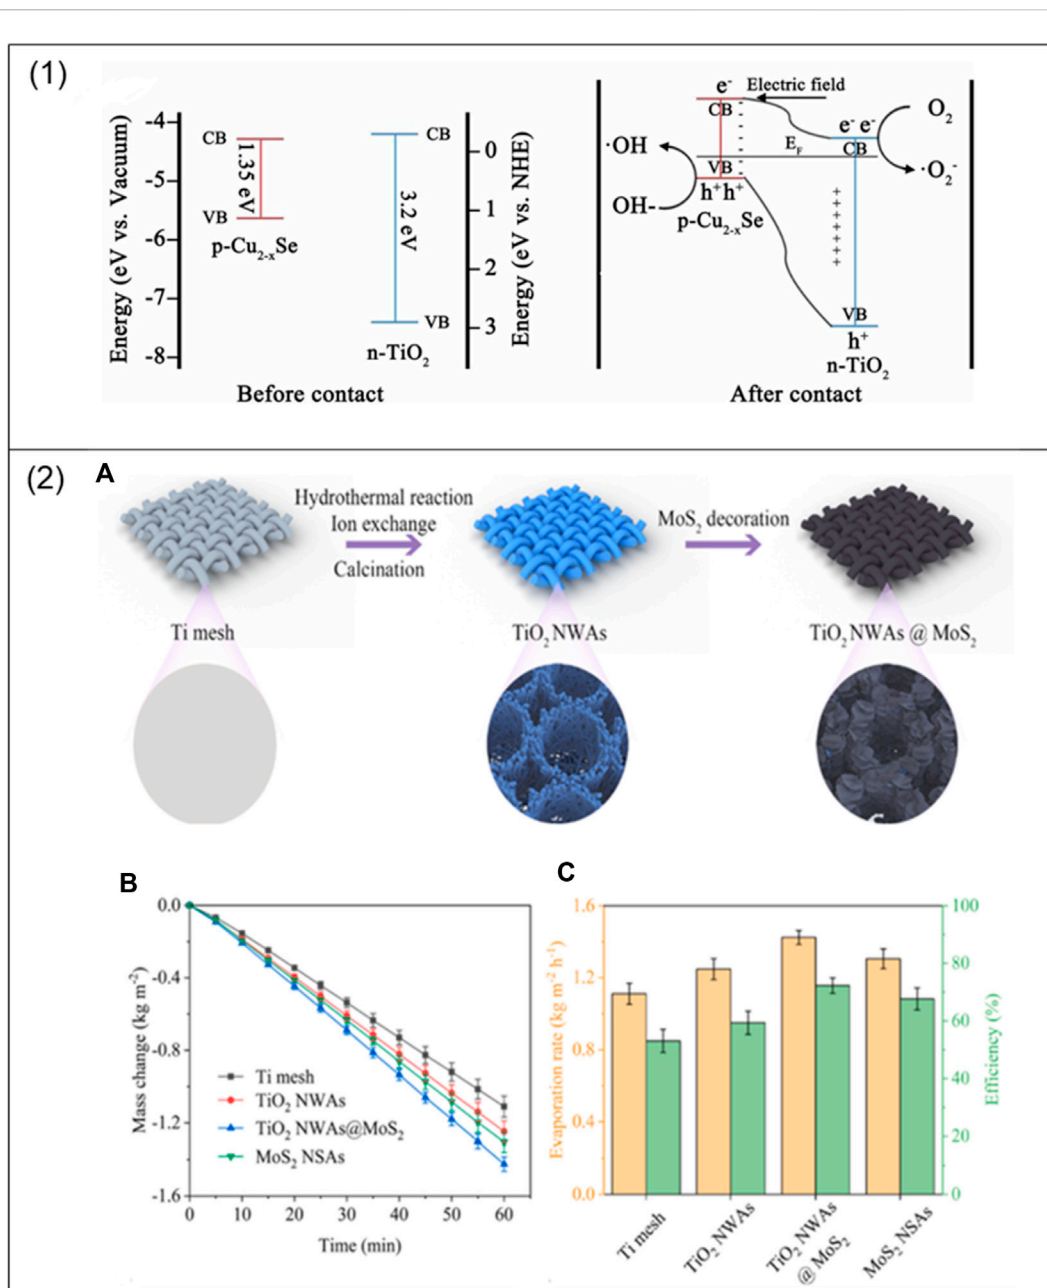 (1)
Energy (eV vs. Vacuum)
-4
-5
-6
-7
-8
CB
1.35 eV
VB
p-Cu2-xSe
CB
3.2 eV
VB
n-TiO2
0
1
2
3
Energy (eV vs. NHE)
Before contact
e-
Electric field
CB
EF
e- e-
CB
O2
·O2-
·OH
OH-
VB
h+h+
p-Cu2-xSe
- - - - - - -
+++++++
VB
h+
n-TiO2
After contact
(2)
A
Hydrothermal reaction
Ion exchange
Calcination
MoS2 decoration
Ti mesh
TiO2 NWAs
TiO2 NWAs @ MoS2
B
Mass change (kg m-2)
0.0
-0.4
-0.8
-1.2
-1.6
Ti mesh
TiO2 NWAs
TiO2 NWAs@MoS2
MoS2 NSAs
0 10 20 30 40 50 60
Time (min)
C
Evaporation rate (kg m-2 h-1)
1.6
1.2
0.8
0.4
0.0
100
80
60
40
20
0
Efficiency (%)
Ti mesh
TiO2 NWAs
TiO2 NWAs
@ MoS2
MoS2 NSAs